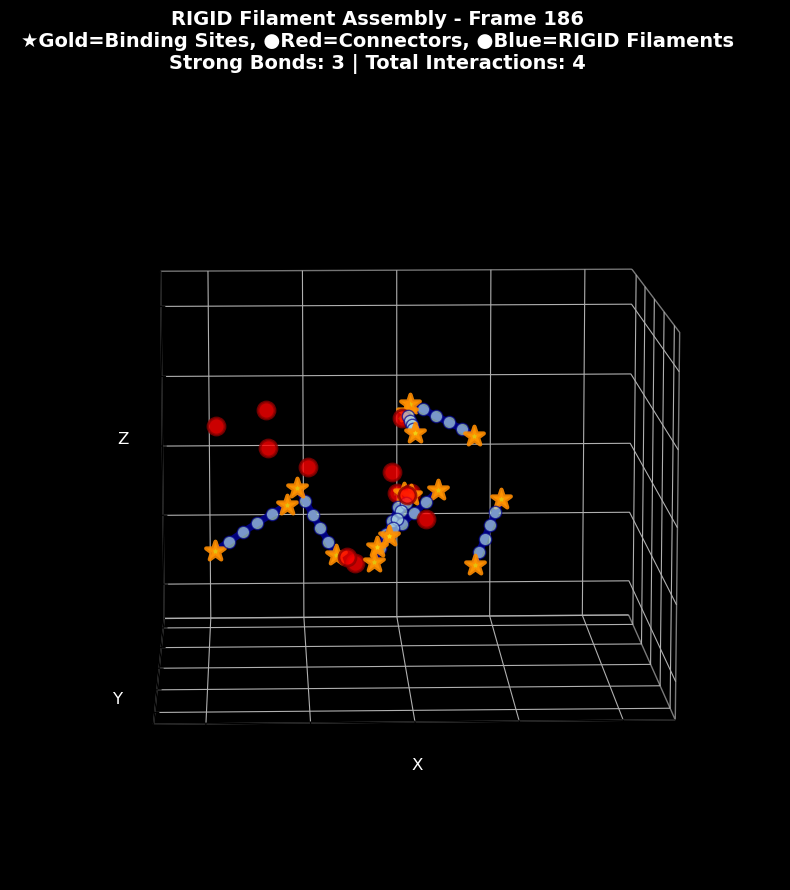 RIGID Filament Assembly - Frame 186
★Gold=Binding Sites, ●Red=Connectors, ●Blue=RIGID Filaments
Strong Bonds: 3 | Total Interactions: 4
Z
Y
X